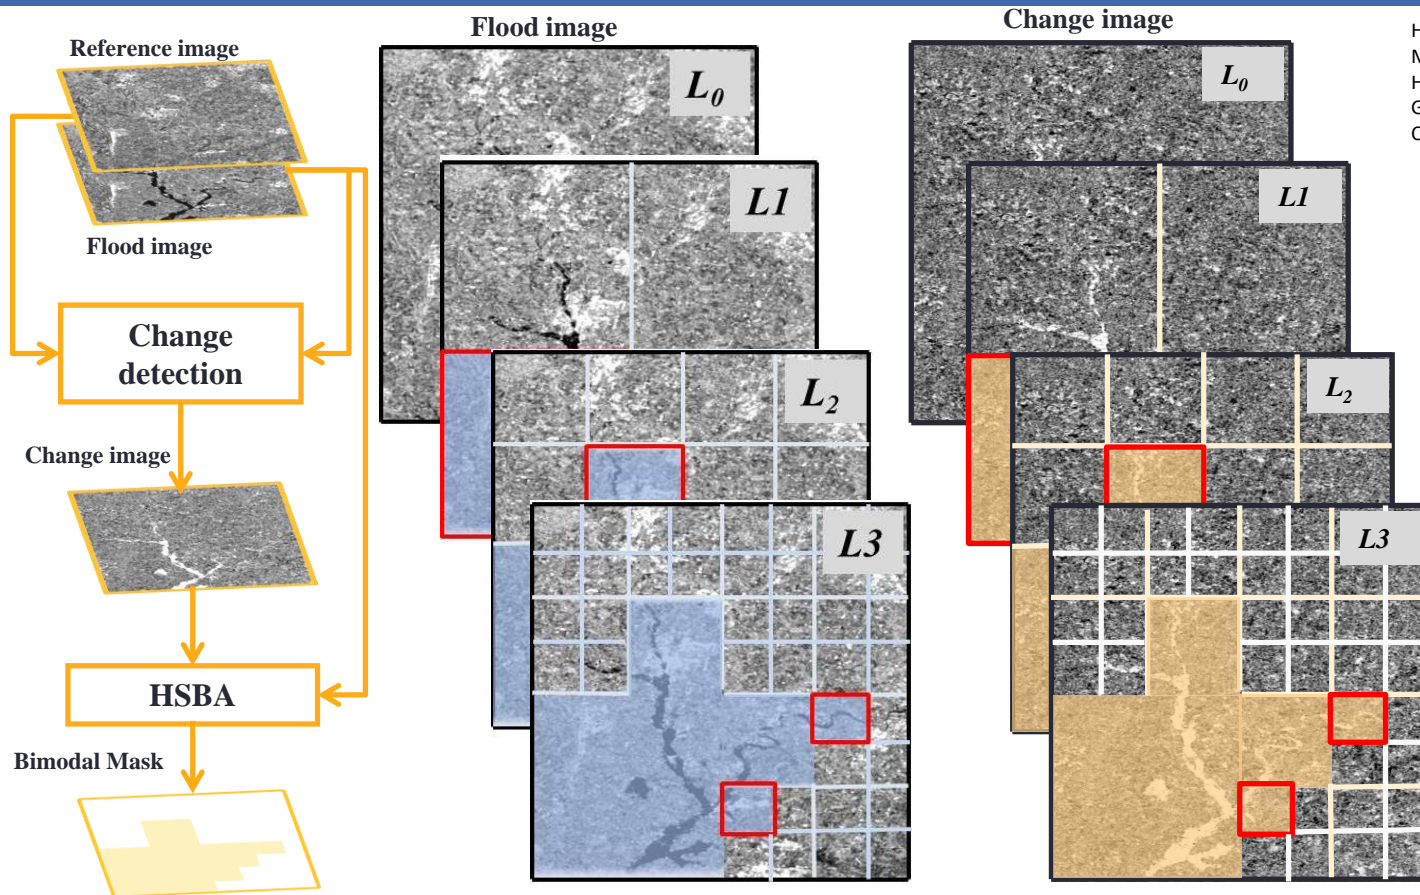 Reference image
Flood image
Change
detection
Change image
HSBA
Bimodal Mask
Flood image
L0
L1
L2
L3
Change image
L0
L1
L2
L3
H
M
H
G